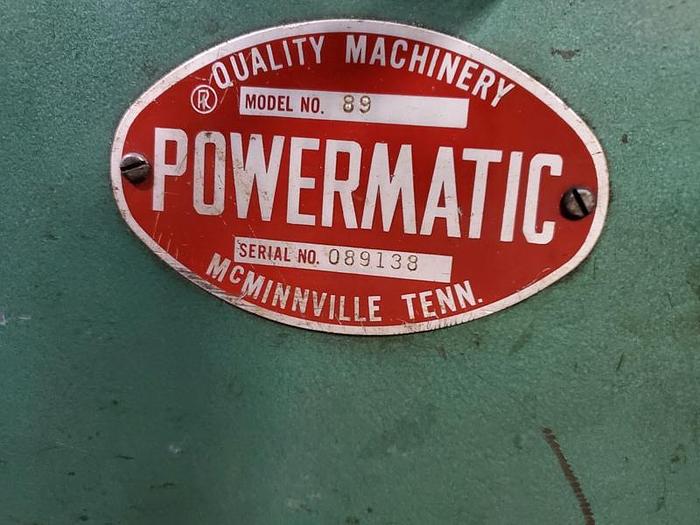 QUALITY MACHINERY
®
MODEL NO. 89
POWERMATIC
SERIAL NO. 089138
McMINNVILLE TENN.